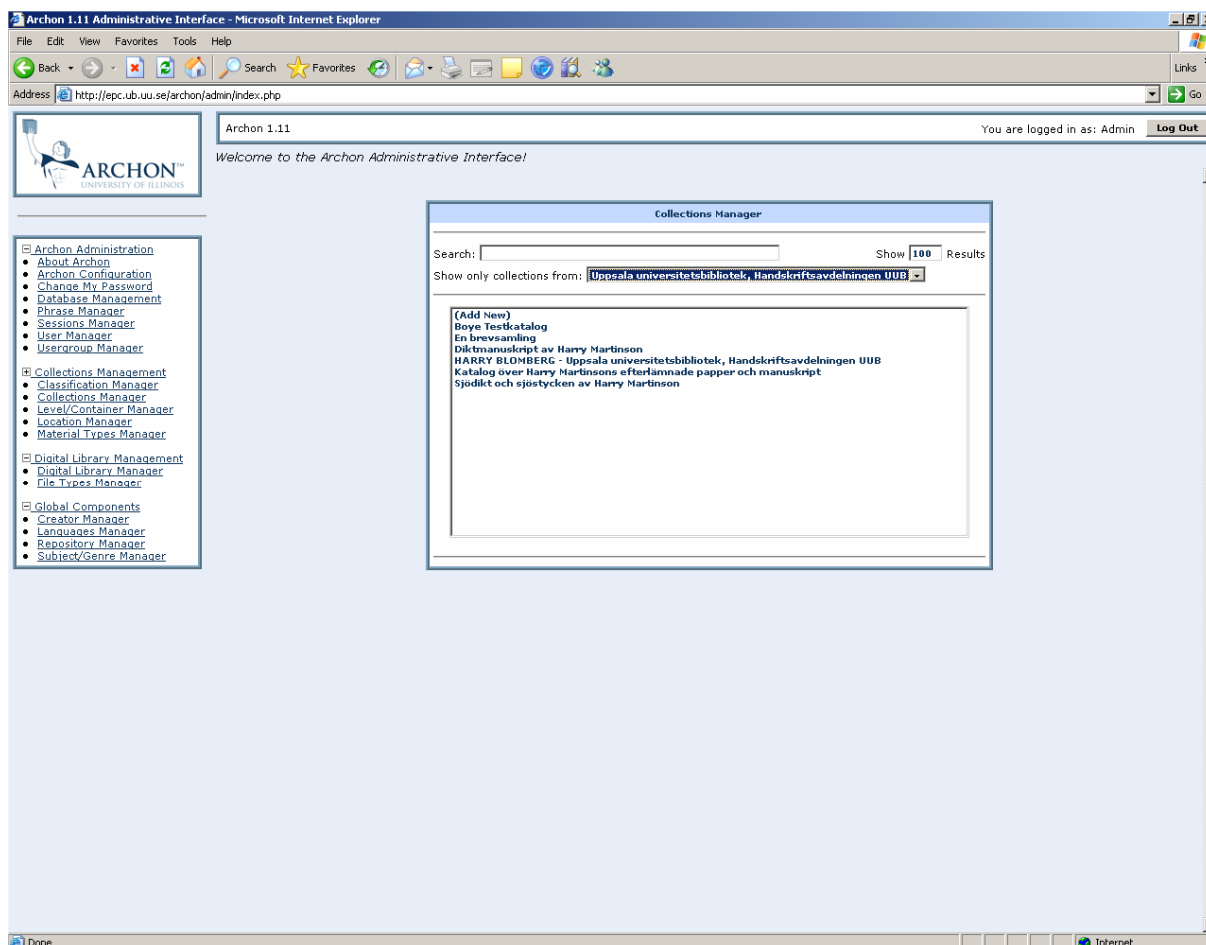 Archon 1.11 Administrative Interface - Microsoft Internet Explorer
File Edit View Favorites Tools Help
Back Search Favorites Links
Address http://epc.ub.uu.se/archon/admin/index.php Go
ARCHON™
UNIVERSITY OF ILLINOIS
Archon 1.11 You are logged in as: Admin Log Out
Welcome to the Archon Administrative Interface!
Archon Administration
About Archon
Archon Configuration
Change My Password
Database Management
Phrase Manager
Sessions Manager
User Manager
Usergroup Manager
Collections Management
Classification Manager
Collections Manager
Level/Container Manager
Location Manager
Material Types Manager
Digital Library Management
Digital Library Manager
File Types Manager
Global Components
Creator Manager
Languages Manager
Repository Manager
Subject/Genre Manager
Collections Manager
Search: Show 100 Results
Show only collections from: Uppsala universitetsbibliotek, Handskriftsavdelningen UUB
(Add New)
Boye Testkatalog
En brevsamling
Diktmanuskript av Harry Martinson
HARRY BLOMBERG - Uppsala universitetsbibliotek, Handskriftsavdelningen UUB
Katalog över Harry Martinsons efterlämnade papper och manuskript
Sjödikt och sjöstycken av Harry Martinson
Done Internet